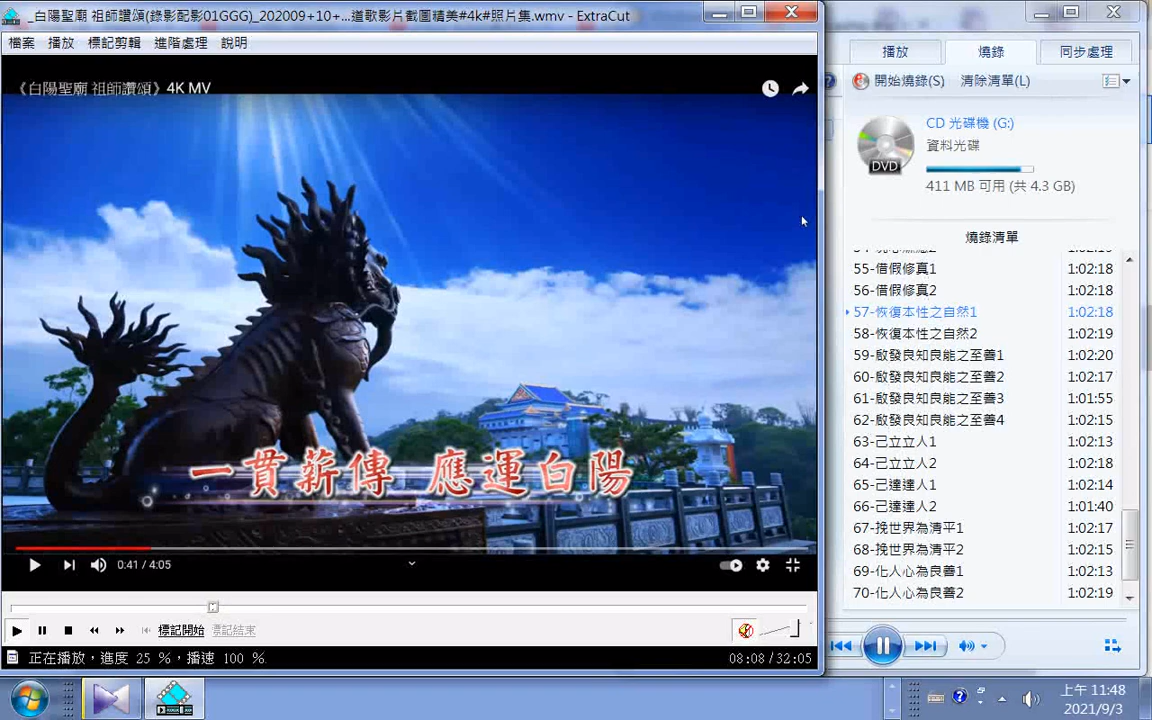 _白陽聖廟 祖師讚頌(錄影配影01GGG)_202009+10+...道歌影片截圖精美#4k#照片集.wmv - ExtraCut
檔案 播放 標記剪輯 進階處理 說明
《白陽聖廟 祖師讚頌》4K MV
一貫薪傳 應運白陽
0:41 / 4:05
標記開始 標記結束
正在播放，進度 25 %，播速 100 %
08:08 / 32:05
播放 燒錄 同步處理
開始燒錄(S) 清除清單(L)
CD 光碟機 (G:)
資料光碟
DVD
411 MB 可用 (共 4.3 GB)
燒錄清單
55-借假修真1 1:02:18
56-借假修真2 1:02:18
57-恢復本性之自然1 1:02:18
58-恢復本性之自然2 1:02:19
59-啟發良知良能之至善1 1:02:20
60-啟發良知良能之至善2 1:02:17
61-啟發良知良能之至善3 1:01:55
62-啟發良知良能之至善4 1:02:15
63-己立立人1 1:02:13
64-己立立人2 1:02:18
65-己達達人1 1:02:14
66-己達達人2 1:01:40
67-挽世界為清平1 1:02:17
68-挽世界為清平2 1:02:15
69-化人心為良善1 1:02:13
70-化人心為良善2 1:02:19
上午 11:48
2021/9/3